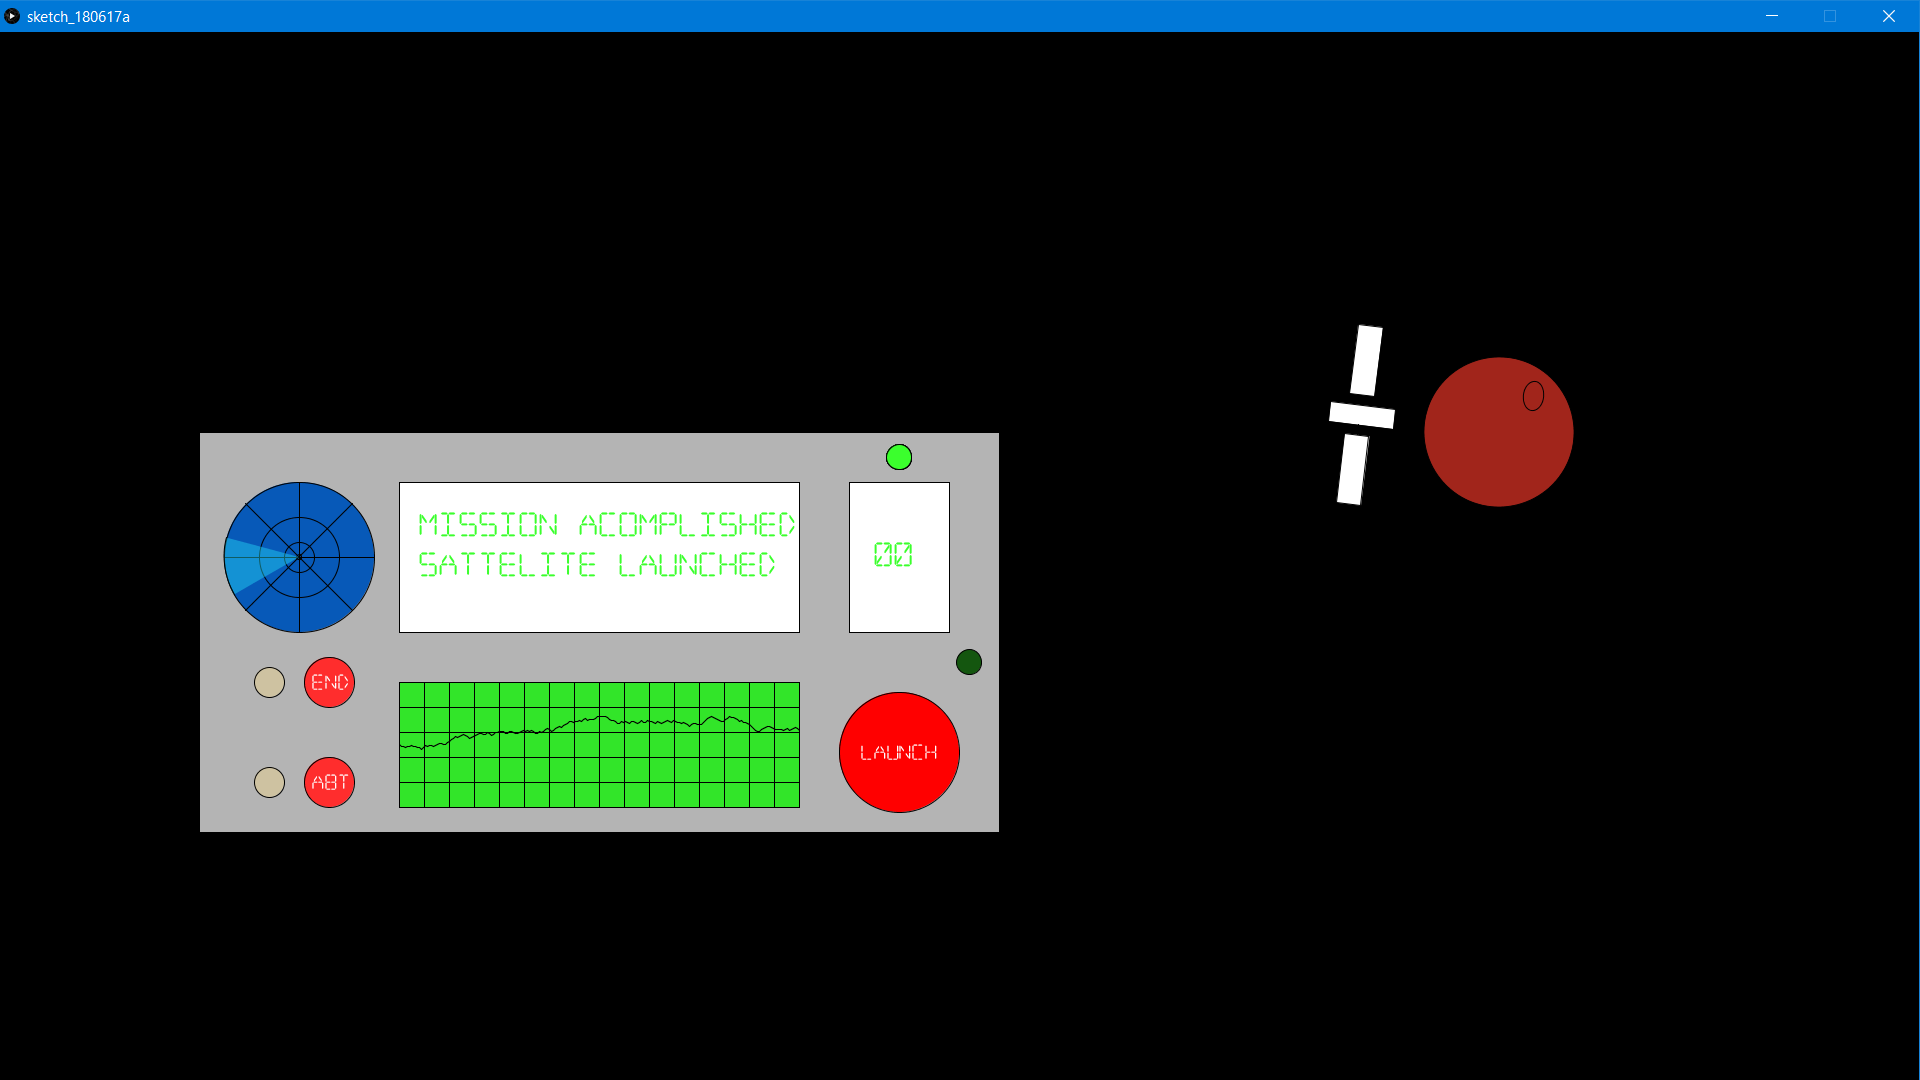 sketch_180617a
MISSION ACOMPLISHED
SATTELITE LAUNCHED
00
END
ABT
LAUNCH